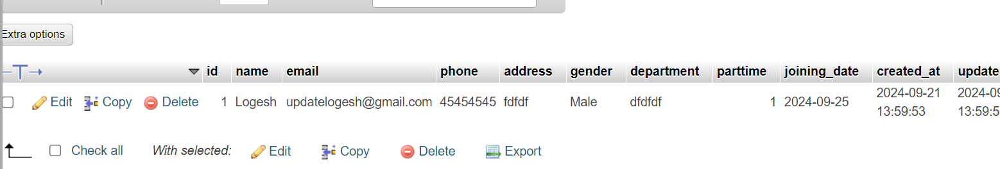 Extra options
id name email phone address gender department parttime joining_date created_at update
Edit Copy Delete 1 Logesh updatelogesh@gmail.com 45454545 fdfdf Male dfdfdf 1 2024-09-25 2024-09-21 13:59:53 2024-09 13:59:5
Check all With selected: Edit Copy Delete Export